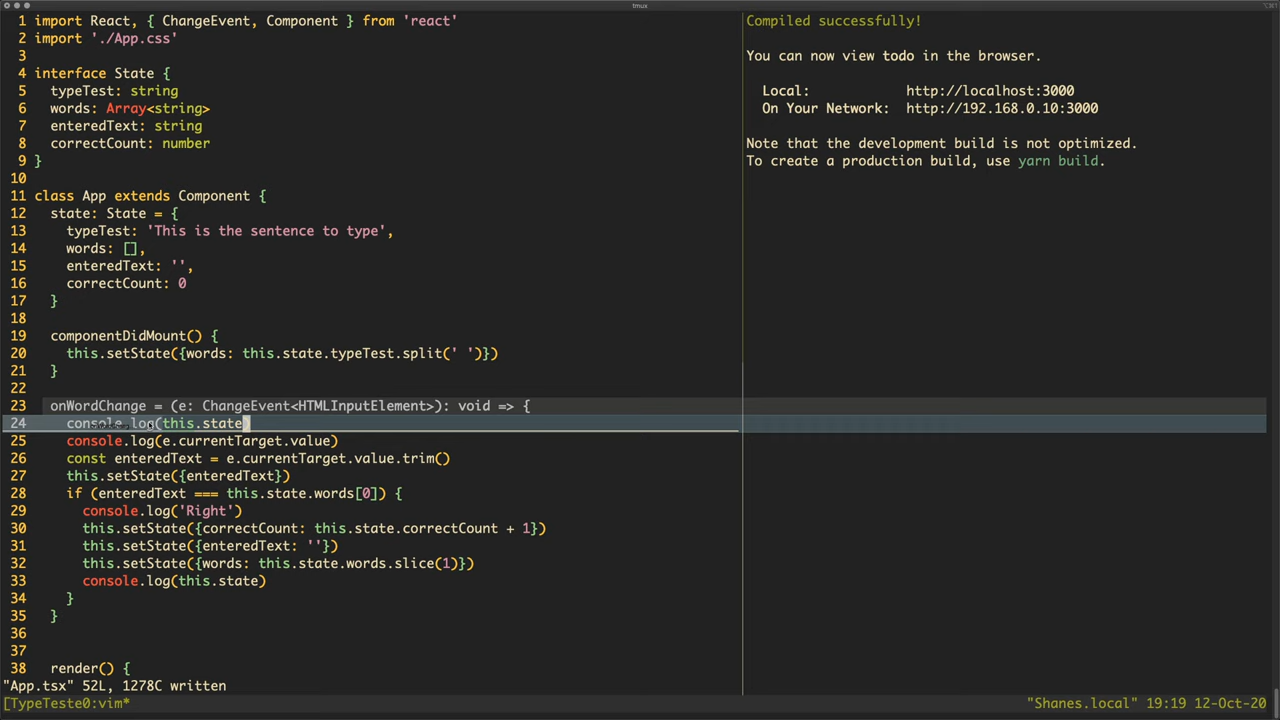 tmux
1 import React, { ChangeEvent, Component } from 'react'
2 import './App.css'
3
4 interface State {
5 typeTest: string
6 words: Array<string>
7 enteredText: string
8 correctCount: number
9 }
10
11 class App extends Component {
12 state: State = {
13 typeTest: 'This is the sentence to type',
14 words: [],
15 enteredText: '',
16 correctCount: 0
17 }
18
19 componentDidMount() {
20 this.setState({words: this.state.typeTest.split(' ')})
21 }
22
23 onWordChange = (e: ChangeEvent<HTMLInputElement>): void => {
24 console.log(this.state)
25 console.log(e.currentTarget.value)
26 const enteredText = e.currentTarget.value.trim()
27 this.setState({enteredText})
28 if (enteredText === this.state.words[0]) {
29 console.log('Right')
30 this.setState({correctCount: this.state.correctCount + 1})
31 this.setState({enteredText: ''})
32 this.setState({words: this.state.words.slice(1)})
33 console.log(this.state)
34 }
35 }
36
37
38 render() {
"App.tsx" 52L, 1278C written
Compiled successfully!
You can now view todo in the browser.
Local: http://localhost:3000
On Your Network: http://192.168.0.10:3000
Note that the development build is not optimized.
To create a production build, use yarn build.
[TypeTeste0:vim* "Shanes.local" 19:19 12-Oct-20